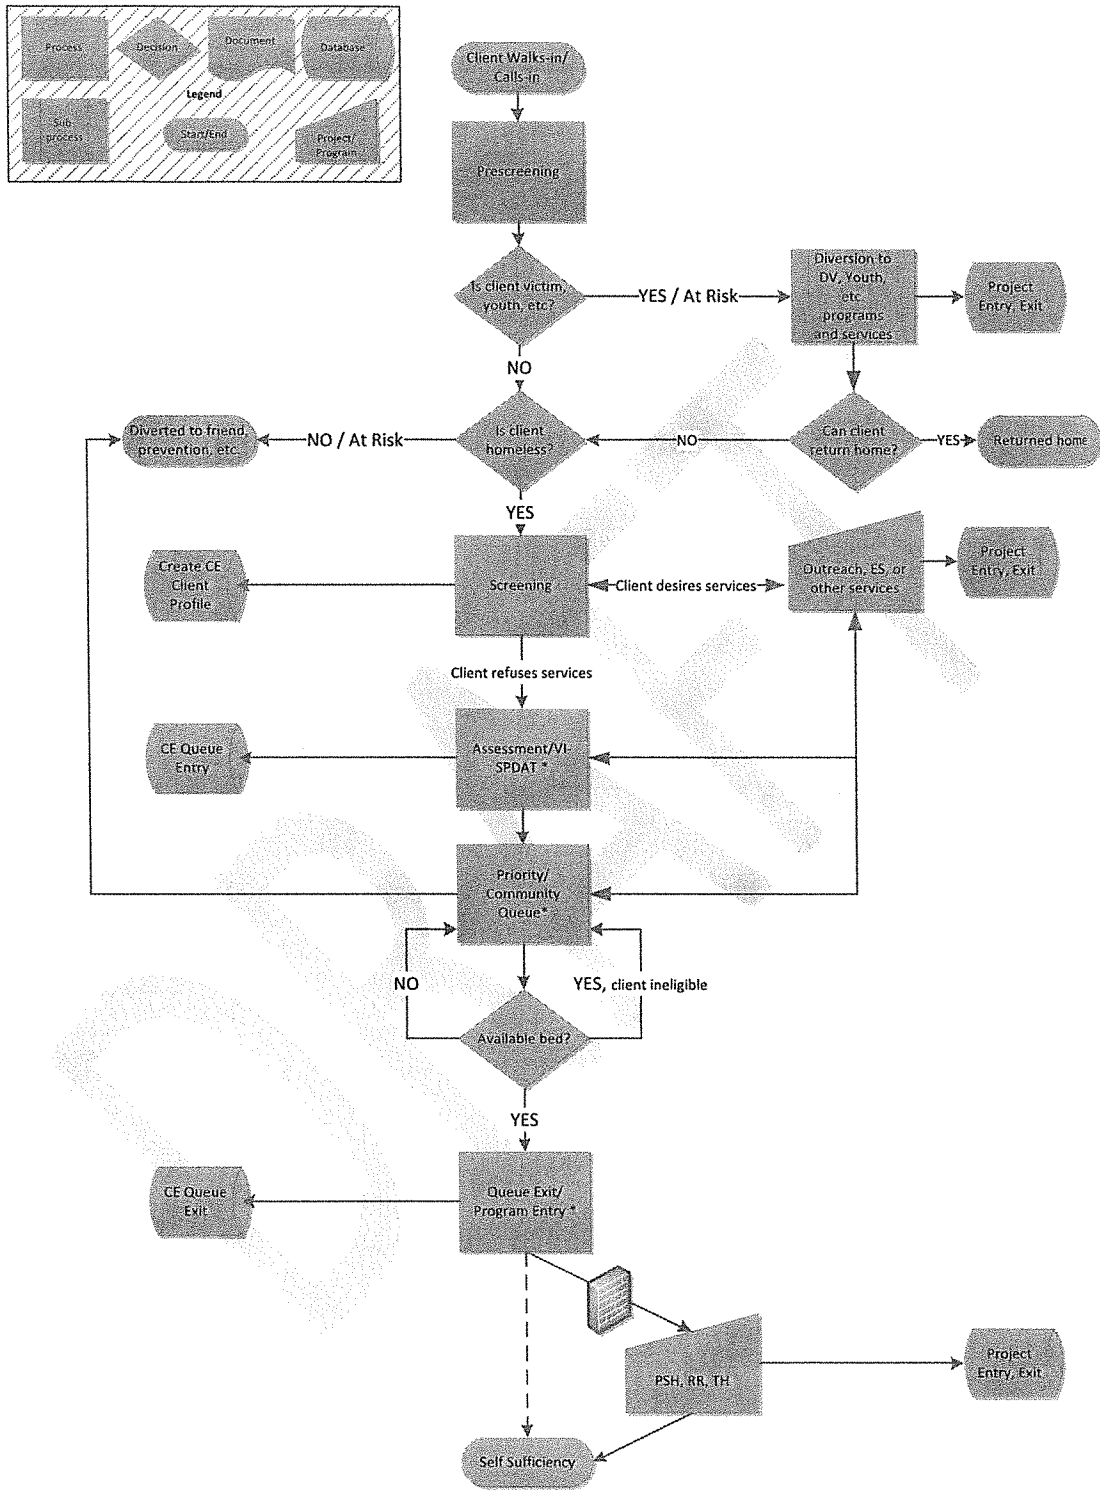 Process
Decision
Document
Database
Legend
Sub
process
Start/End
Project/
Program
Client Walks-in/
Calls-in
Prescreening
Is client victim,
youth, etc?
YES / At Risk
Diversion to
DV, Youth,
etc
programs
and services
Project
Entry, Exit
NO
Diverted to friend,
prevention, etc.
NO / At Risk
Is client
homeless?
NO
Can client
return home?
YES
Returned home
YES
Create CE
Client
Profile
Screening
Client desires services
Outreach, ES, or
other services
Project
Entry, Exit
Client refuses services
CE Queue
Entry
Assessment/VI-
SPDAT *
Priority/
Community
Queue*
NO
YES, client ineligible
Available bed?
YES
CE Queue
Exit
Queue Exit/
Program Entry *
PSH, RR, TH
Project
Entry, Exit
Self Sufficiency
DRAFT